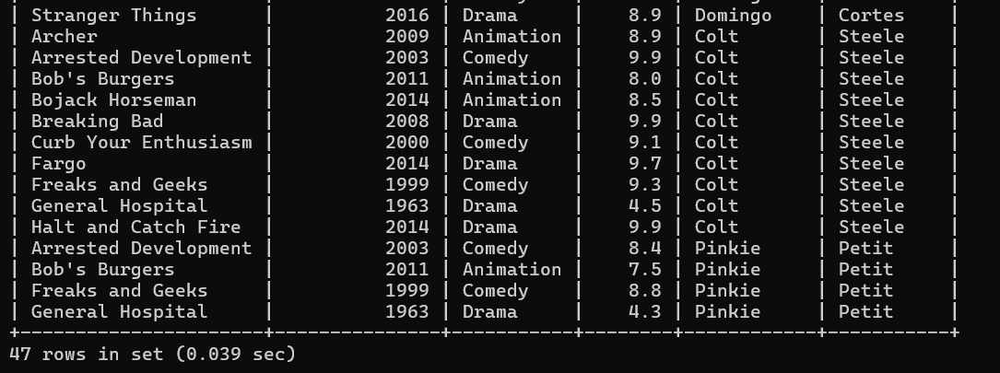 | Stranger Things      |          2016 | Drama     |    8.9 | Domingo    | Cortes    |
| Archer               |          2009 | Animation |    8.9 | Colt       | Steele    |
| Arrested Development |          2003 | Comedy    |    9.9 | Colt       | Steele    |
| Bob's Burgers        |          2011 | Animation |    8.0 | Colt       | Steele    |
| Bojack Horseman      |          2014 | Animation |    8.5 | Colt       | Steele    |
| Breaking Bad         |          2008 | Drama     |    9.9 | Colt       | Steele    |
| Curb Your Enthusiasm |          2000 | Comedy    |    9.1 | Colt       | Steele    |
| Fargo                |          2014 | Drama     |    9.7 | Colt       | Steele    |
| Freaks and Geeks     |          1999 | Comedy    |    9.3 | Colt       | Steele    |
| General Hospital     |          1963 | Drama     |    4.5 | Colt       | Steele    |
| Halt and Catch Fire  |          2014 | Drama     |    9.9 | Colt       | Steele    |
| Arrested Development |          2003 | Comedy    |    8.4 | Pinkie     | Petit     |
| Bob's Burgers        |          2011 | Animation |    7.5 | Pinkie     | Petit     |
| Freaks and Geeks     |          1999 | Comedy    |    8.8 | Pinkie     | Petit     |
| General Hospital     |          1963 | Drama     |    4.3 | Pinkie     | Petit     |
+----------------------+---------------+-----------+--------+------------+-----------+
47 rows in set (0.039 sec)